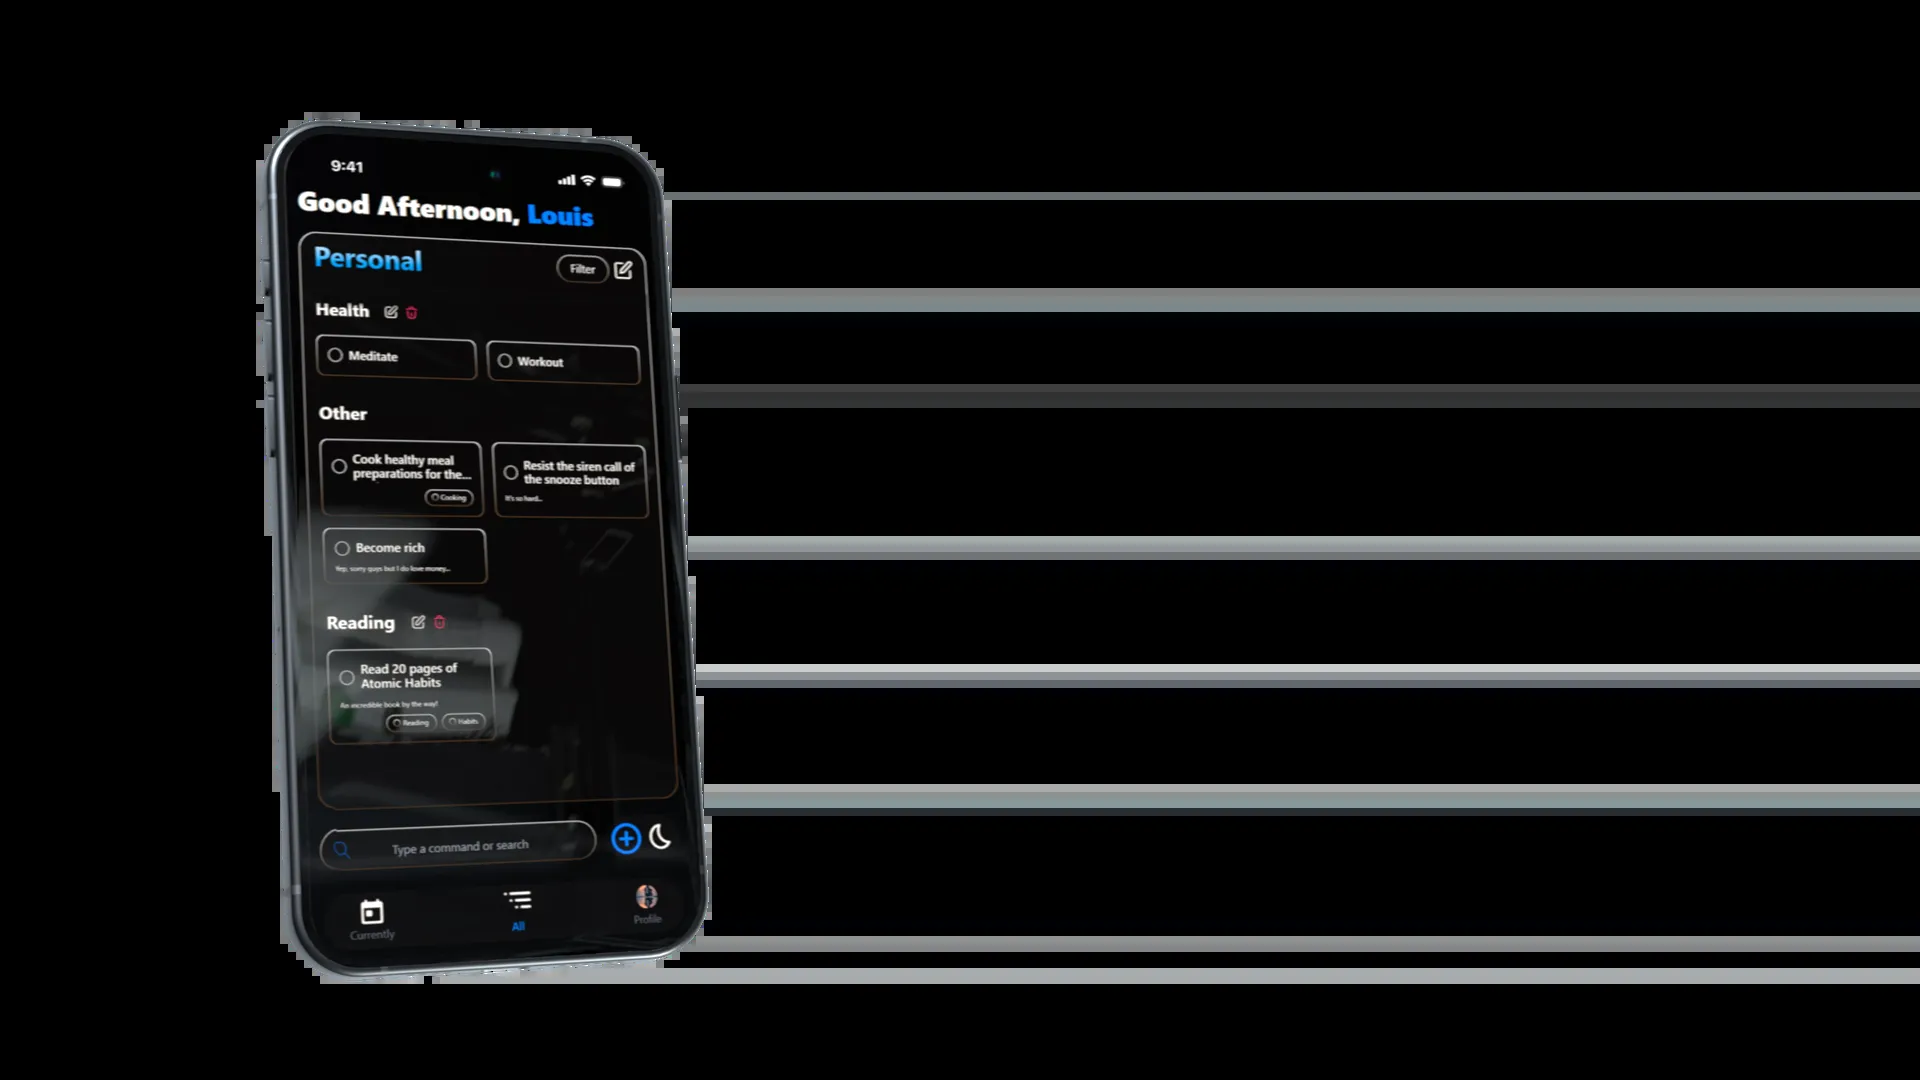 9:41
Good Afternoon, Louis
Personal
Filter
Health
Meditate
Workout
Other
Cook healthy meal
preparations for the...
Cooking
Resist the siren call of
the snooze button
It's so hard...
Become rich
Yep, sorry guys but I do love money...
Reading
Read 20 pages of
Atomic Habits
An incredible book by the way!
Reading
Habits
Type a command or search
Currently
All
Profile